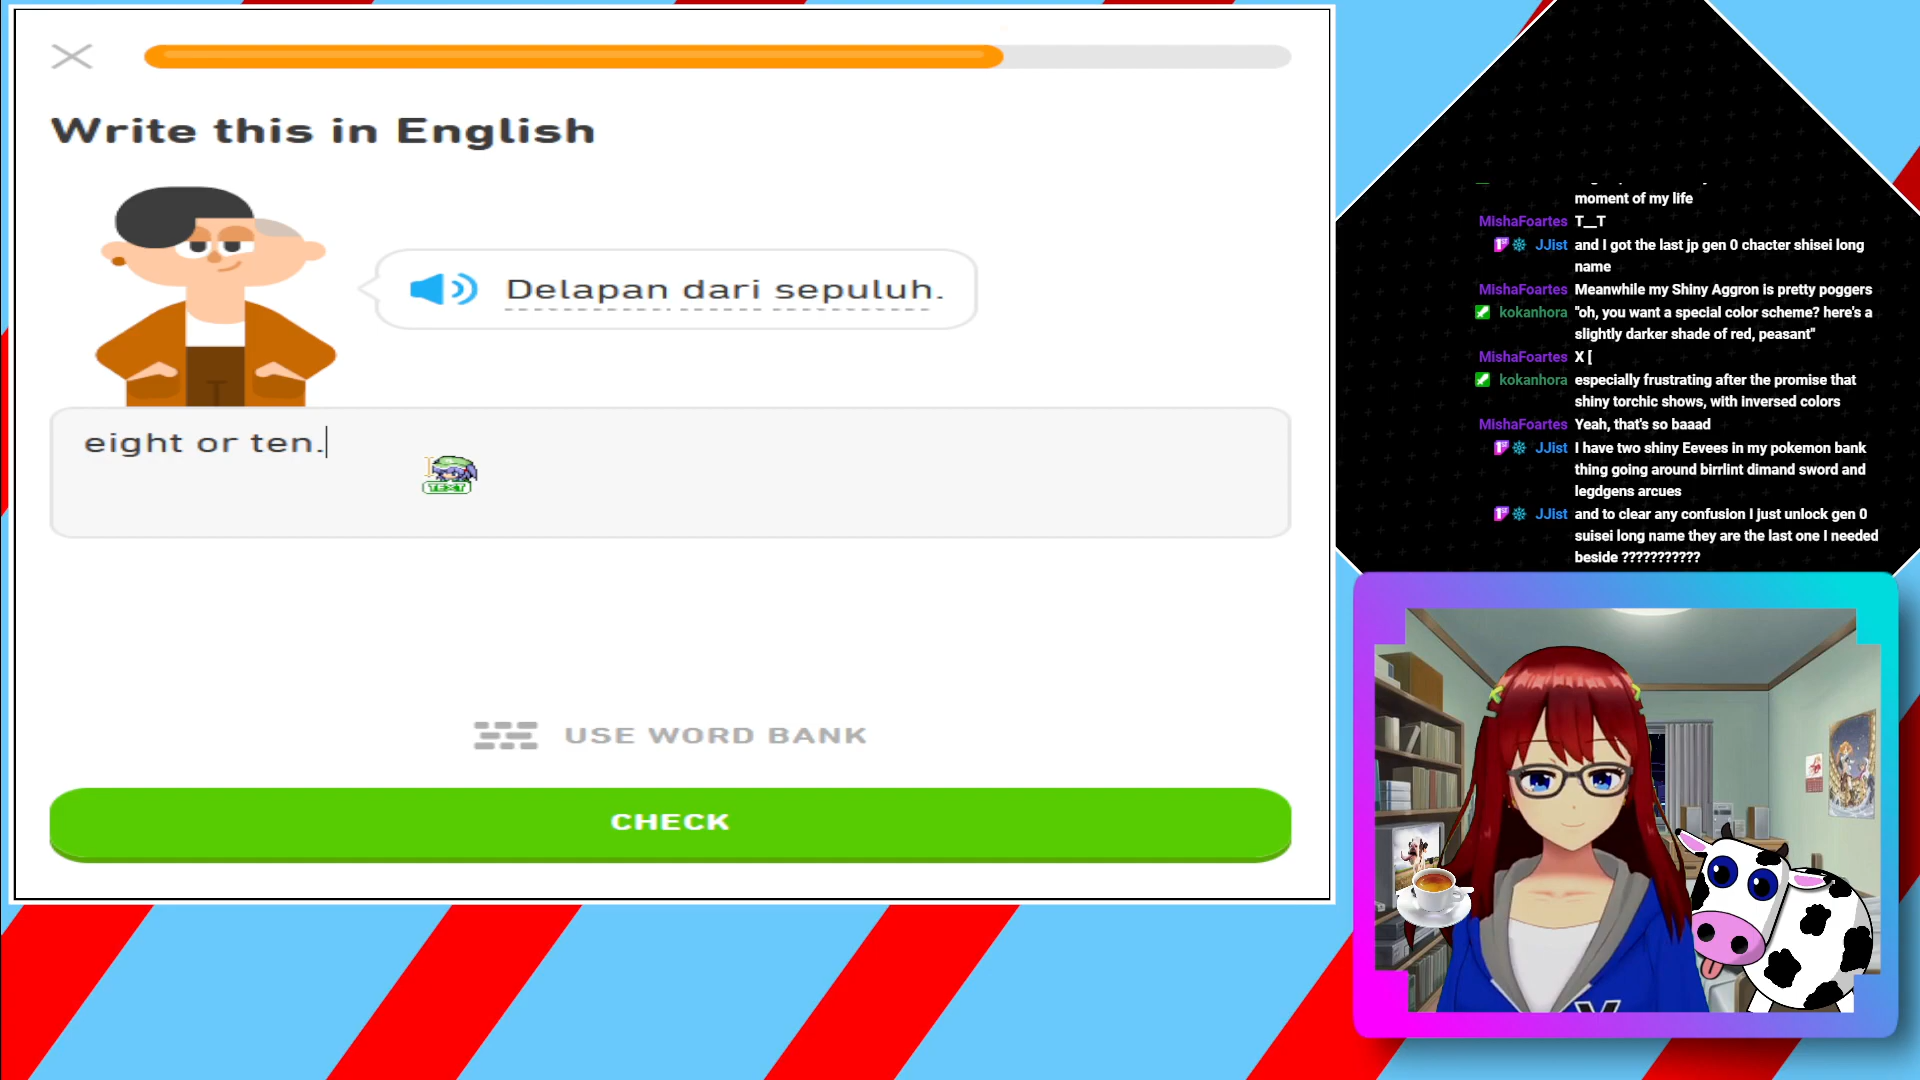 Write this in English
Delapan dari sepuluh.
eight or ten.
TEXT
USE WORD BANK
CHECK
moment of my life
MishaFoartes T__T
JJist and I got the last jp gen 0 chacter shisei long
name
MishaFoartes Meanwhile my Shiny Aggron is pretty poggers
kokanhora "oh, you want a special color scheme? here's a
slightly darker shade of red, peasant"
MishaFoartes X [
kokanhora especially frustrating after the promise that
shiny torchic shows, with inversed colors
MishaFoartes Yeah, that's so baaad
JJist I have two shiny Eevees in my pokemon bank
thing going around birrlint dimand sword and
legdgens arcues
JJist and to clear any confusion I just unlock gen 0
suisei long name they are the last one I needed
beside ???????????